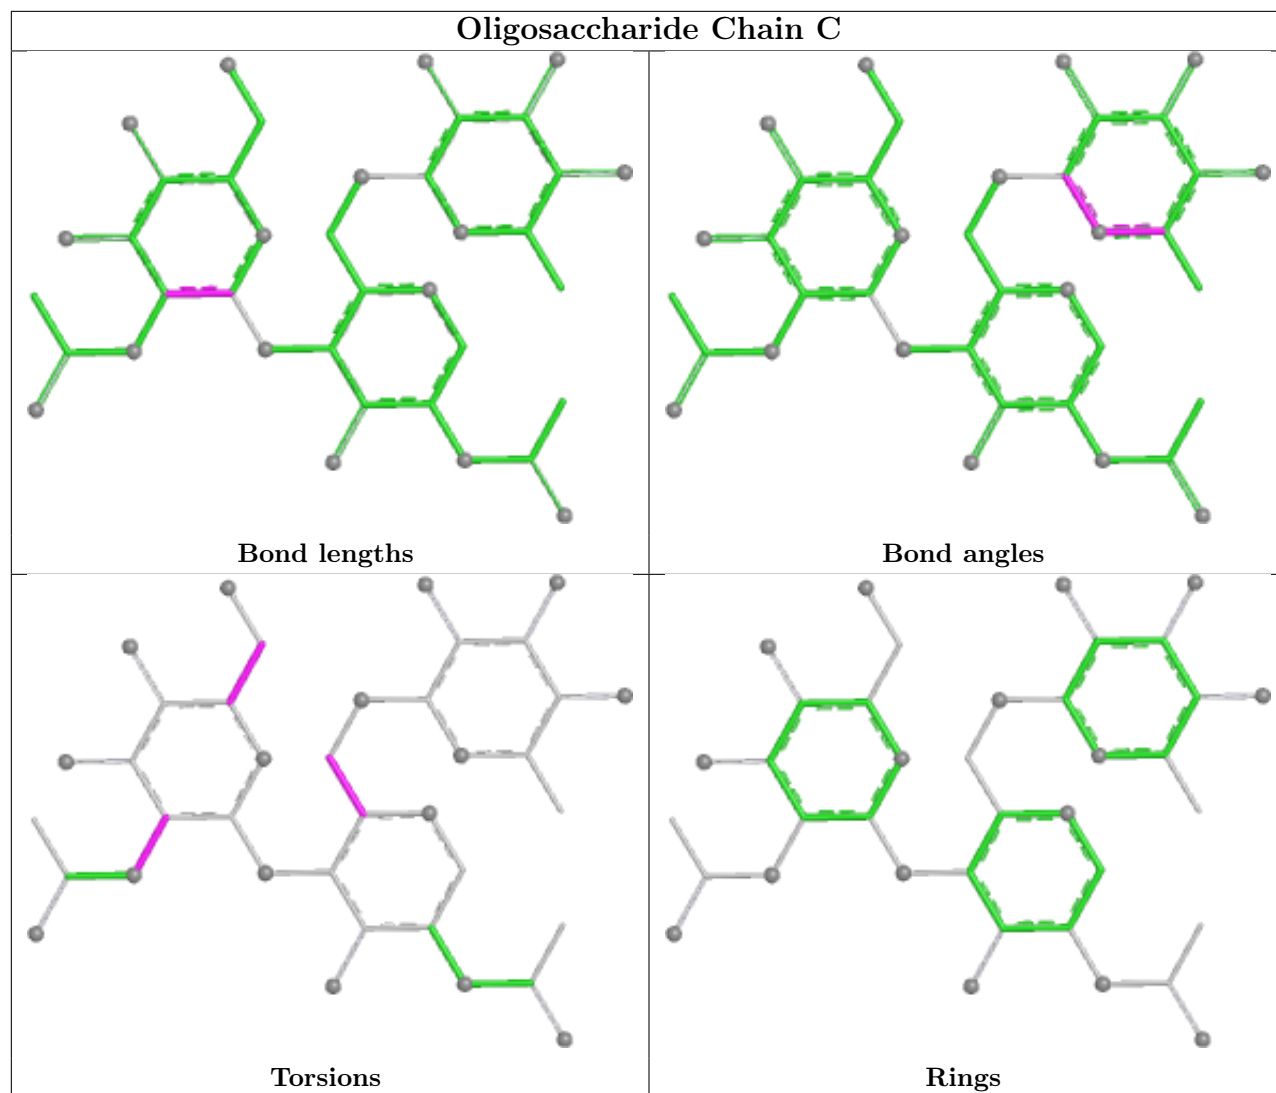 Oligosaccharide Chain C
Bond lengths
Bond angles
Torsions
Rings